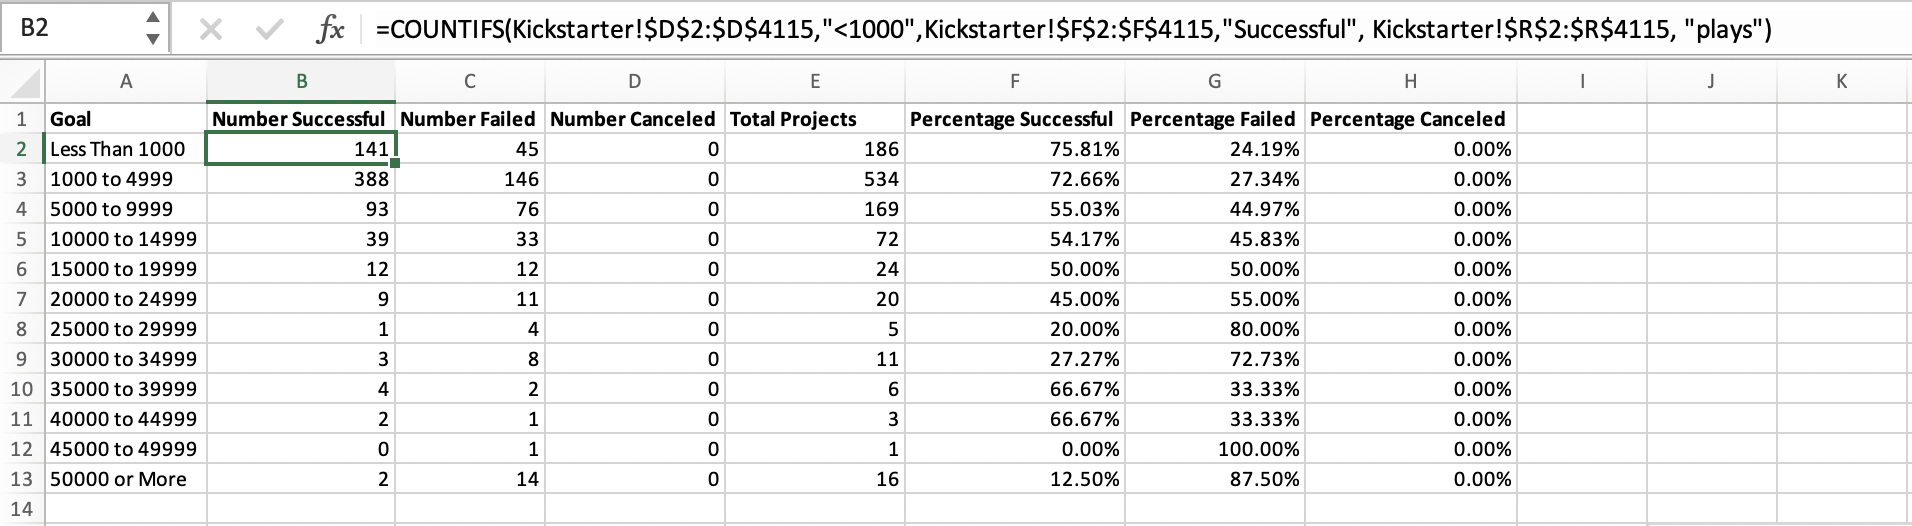 B2 fx =COUNTIFS(Kickstarter!$D$2:$D$4115,"<1000",Kickstarter!$F$2:$F$4115,"Successful", Kickstarter!$R$2:$R$4115, "plays")
A B C D E F G H I J K
1 Goal Number Successful Number Failed Number Canceled Total Projects Percentage Successful Percentage Failed Percentage Canceled
2 Less Than 1000 141 45 0 186 75.81% 24.19% 0.00%
3 1000 to 4999 388 146 0 534 72.66% 27.34% 0.00%
4 5000 to 9999 93 76 0 169 55.03% 44.97% 0.00%
5 10000 to 14999 39 33 0 72 54.17% 45.83% 0.00%
6 15000 to 19999 12 12 0 24 50.00% 50.00% 0.00%
7 20000 to 24999 9 11 0 20 45.00% 55.00% 0.00%
8 25000 to 29999 1 4 0 5 20.00% 80.00% 0.00%
9 30000 to 34999 3 8 0 11 27.27% 72.73% 0.00%
10 35000 to 39999 4 2 0 6 66.67% 33.33% 0.00%
11 40000 to 44999 2 1 0 3 66.67% 33.33% 0.00%
12 45000 to 49999 0 1 0 1 0.00% 100.00% 0.00%
13 50000 or More 2 14 0 16 12.50% 87.50% 0.00%
14